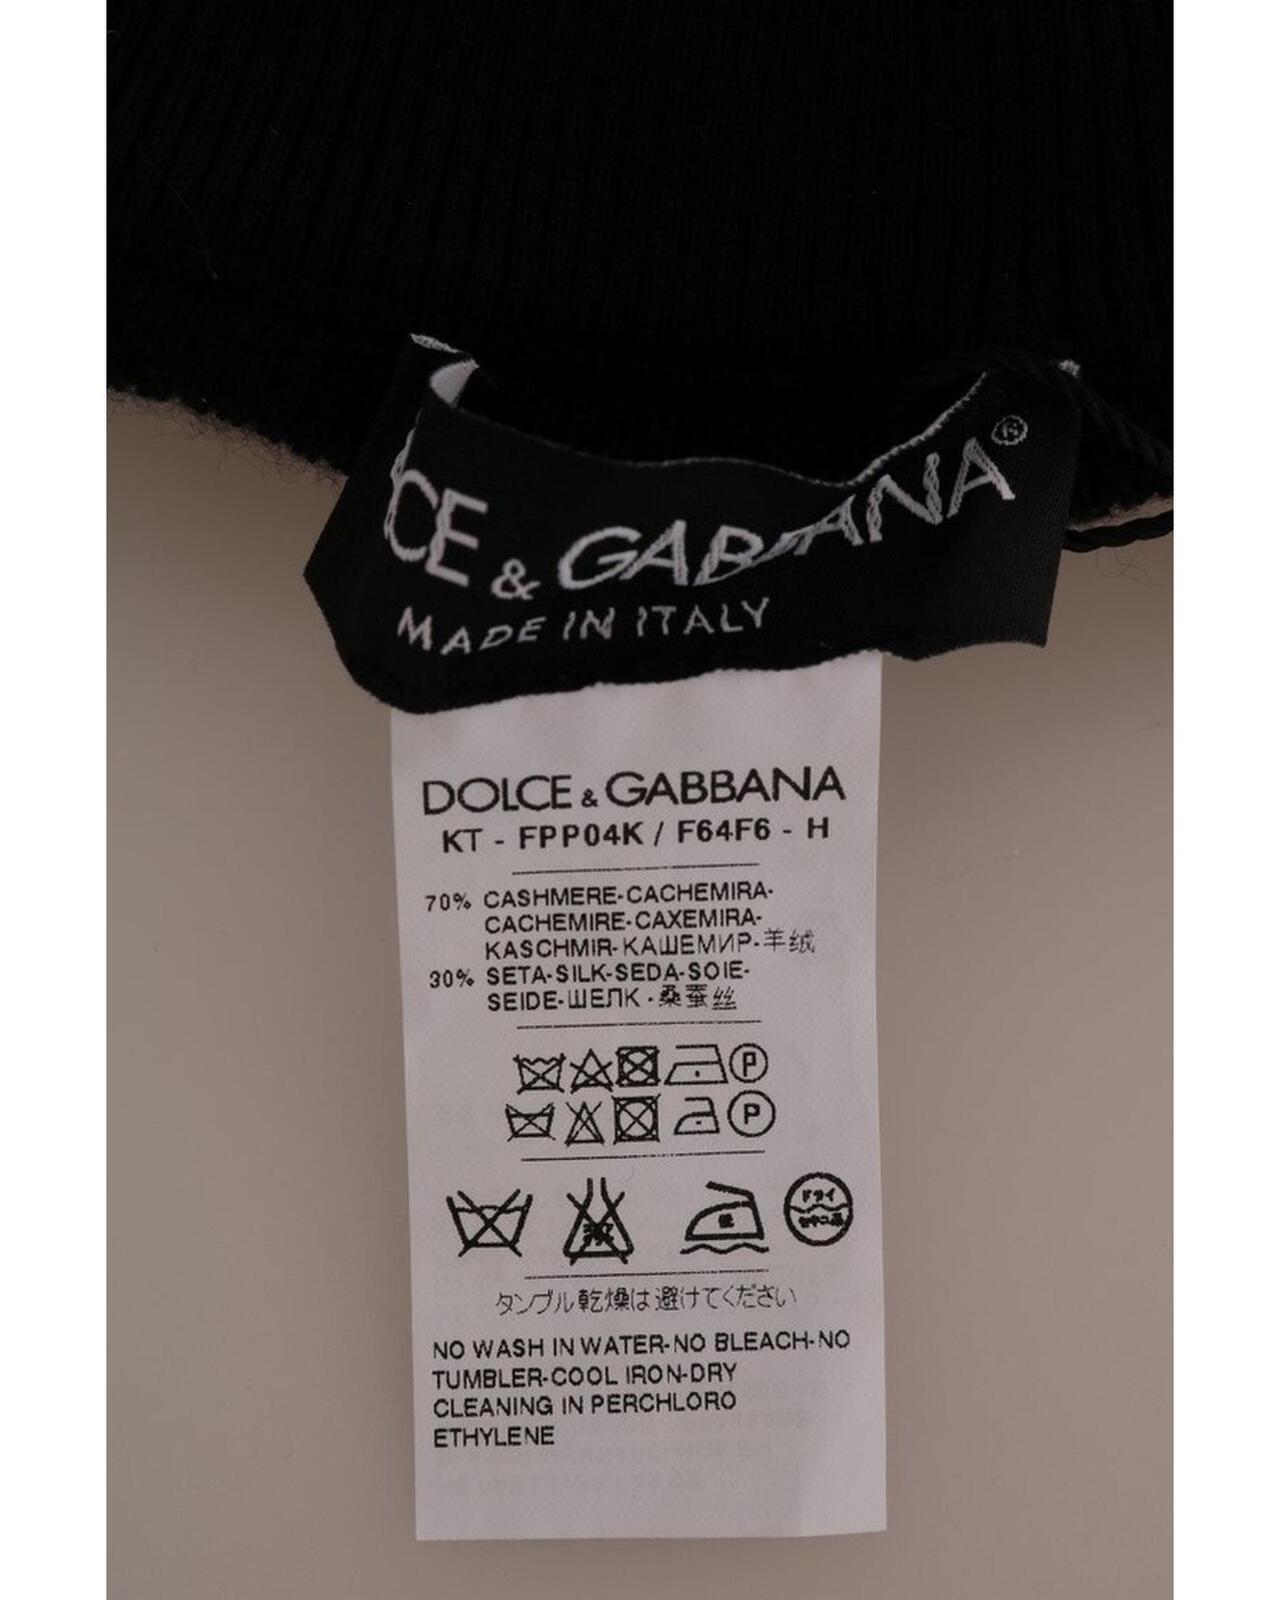 CE & GABBANA®
MADE IN ITALY
DOLCE & GABBANA
KT - FPP04K / F64F6 - H
70% CASHMERE-CACHEMIRA-
CACHEMIRE-CAXEMIRA-
KASCHMIR-КАШЕМИР-羊绒
30% SETA-SILK-SEDA-SOIE-
SEIDE-ШЕЛК-桑蚕丝
P
P
ドライ
タンブル乾燥は避けてください
NO WASH IN WATER-NO BLEACH-NO
TUMBLER-COOL IRON-DRY
CLEANING IN PERCHLORO
ETHYLENE